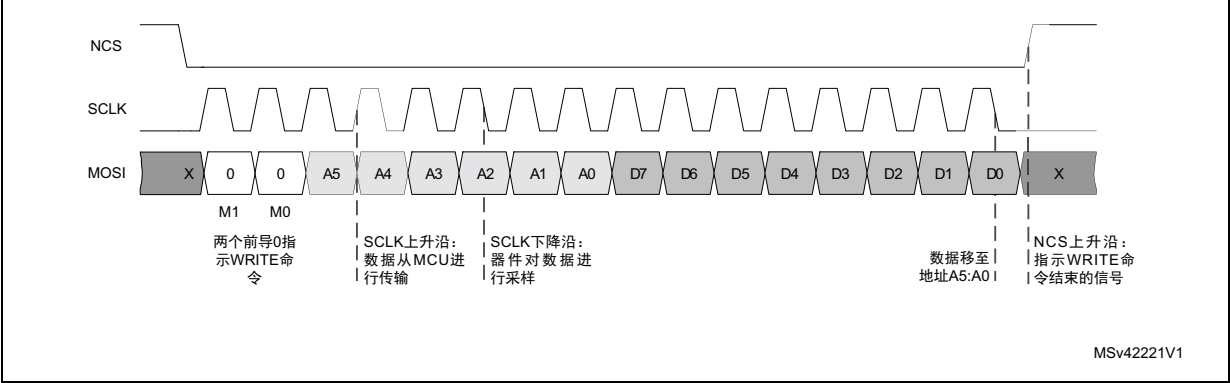 NCS
SCLK
MOSI X 0 0 A5 A4 A3 A2 A1 A0 D7 D6 D5 D4 D3 D2 D1 D0 X
M1 M0
两个前导0指
示WRITE命
令
SCLK上升沿：
数据从MCU进
行传输
SCLK下降沿：
器件对数据进
行采样
数据移至
地址A5:A0
NCS上升沿：
指示WRITE命
令结束的信号
MSv42221V1